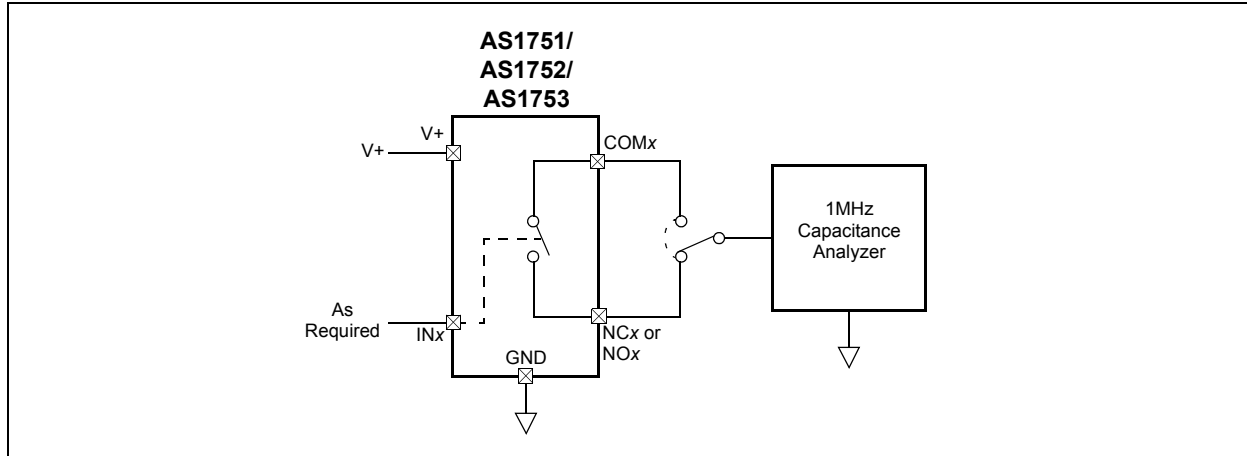 AS1751/
AS1752/
AS1753
V+
V+
COMx
1MHz
Capacitance
Analyzer
As
Required
INx
NCx or
NOx
GND